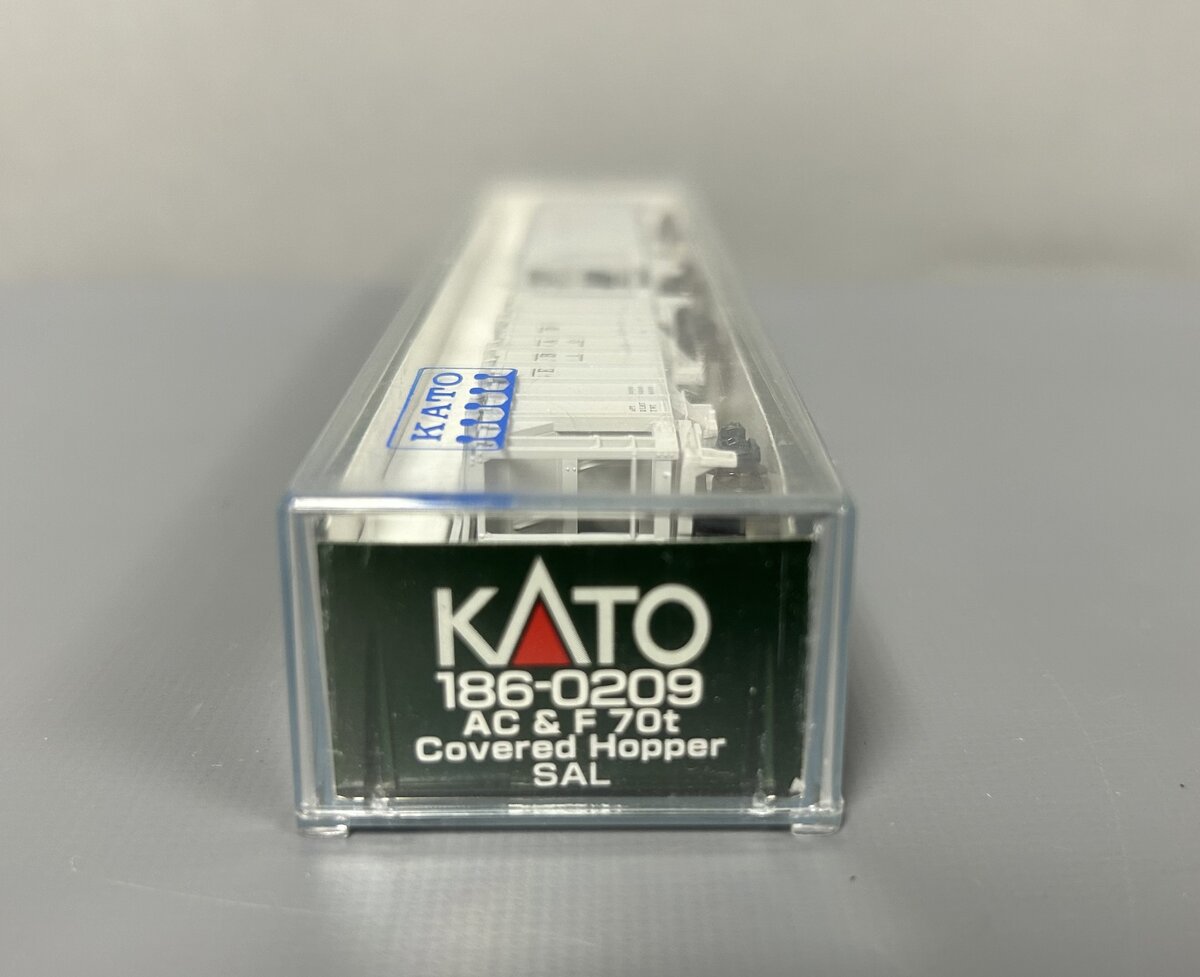 KATO
KATO
186-0209
AC & F 70t
Covered Hopper
SAL